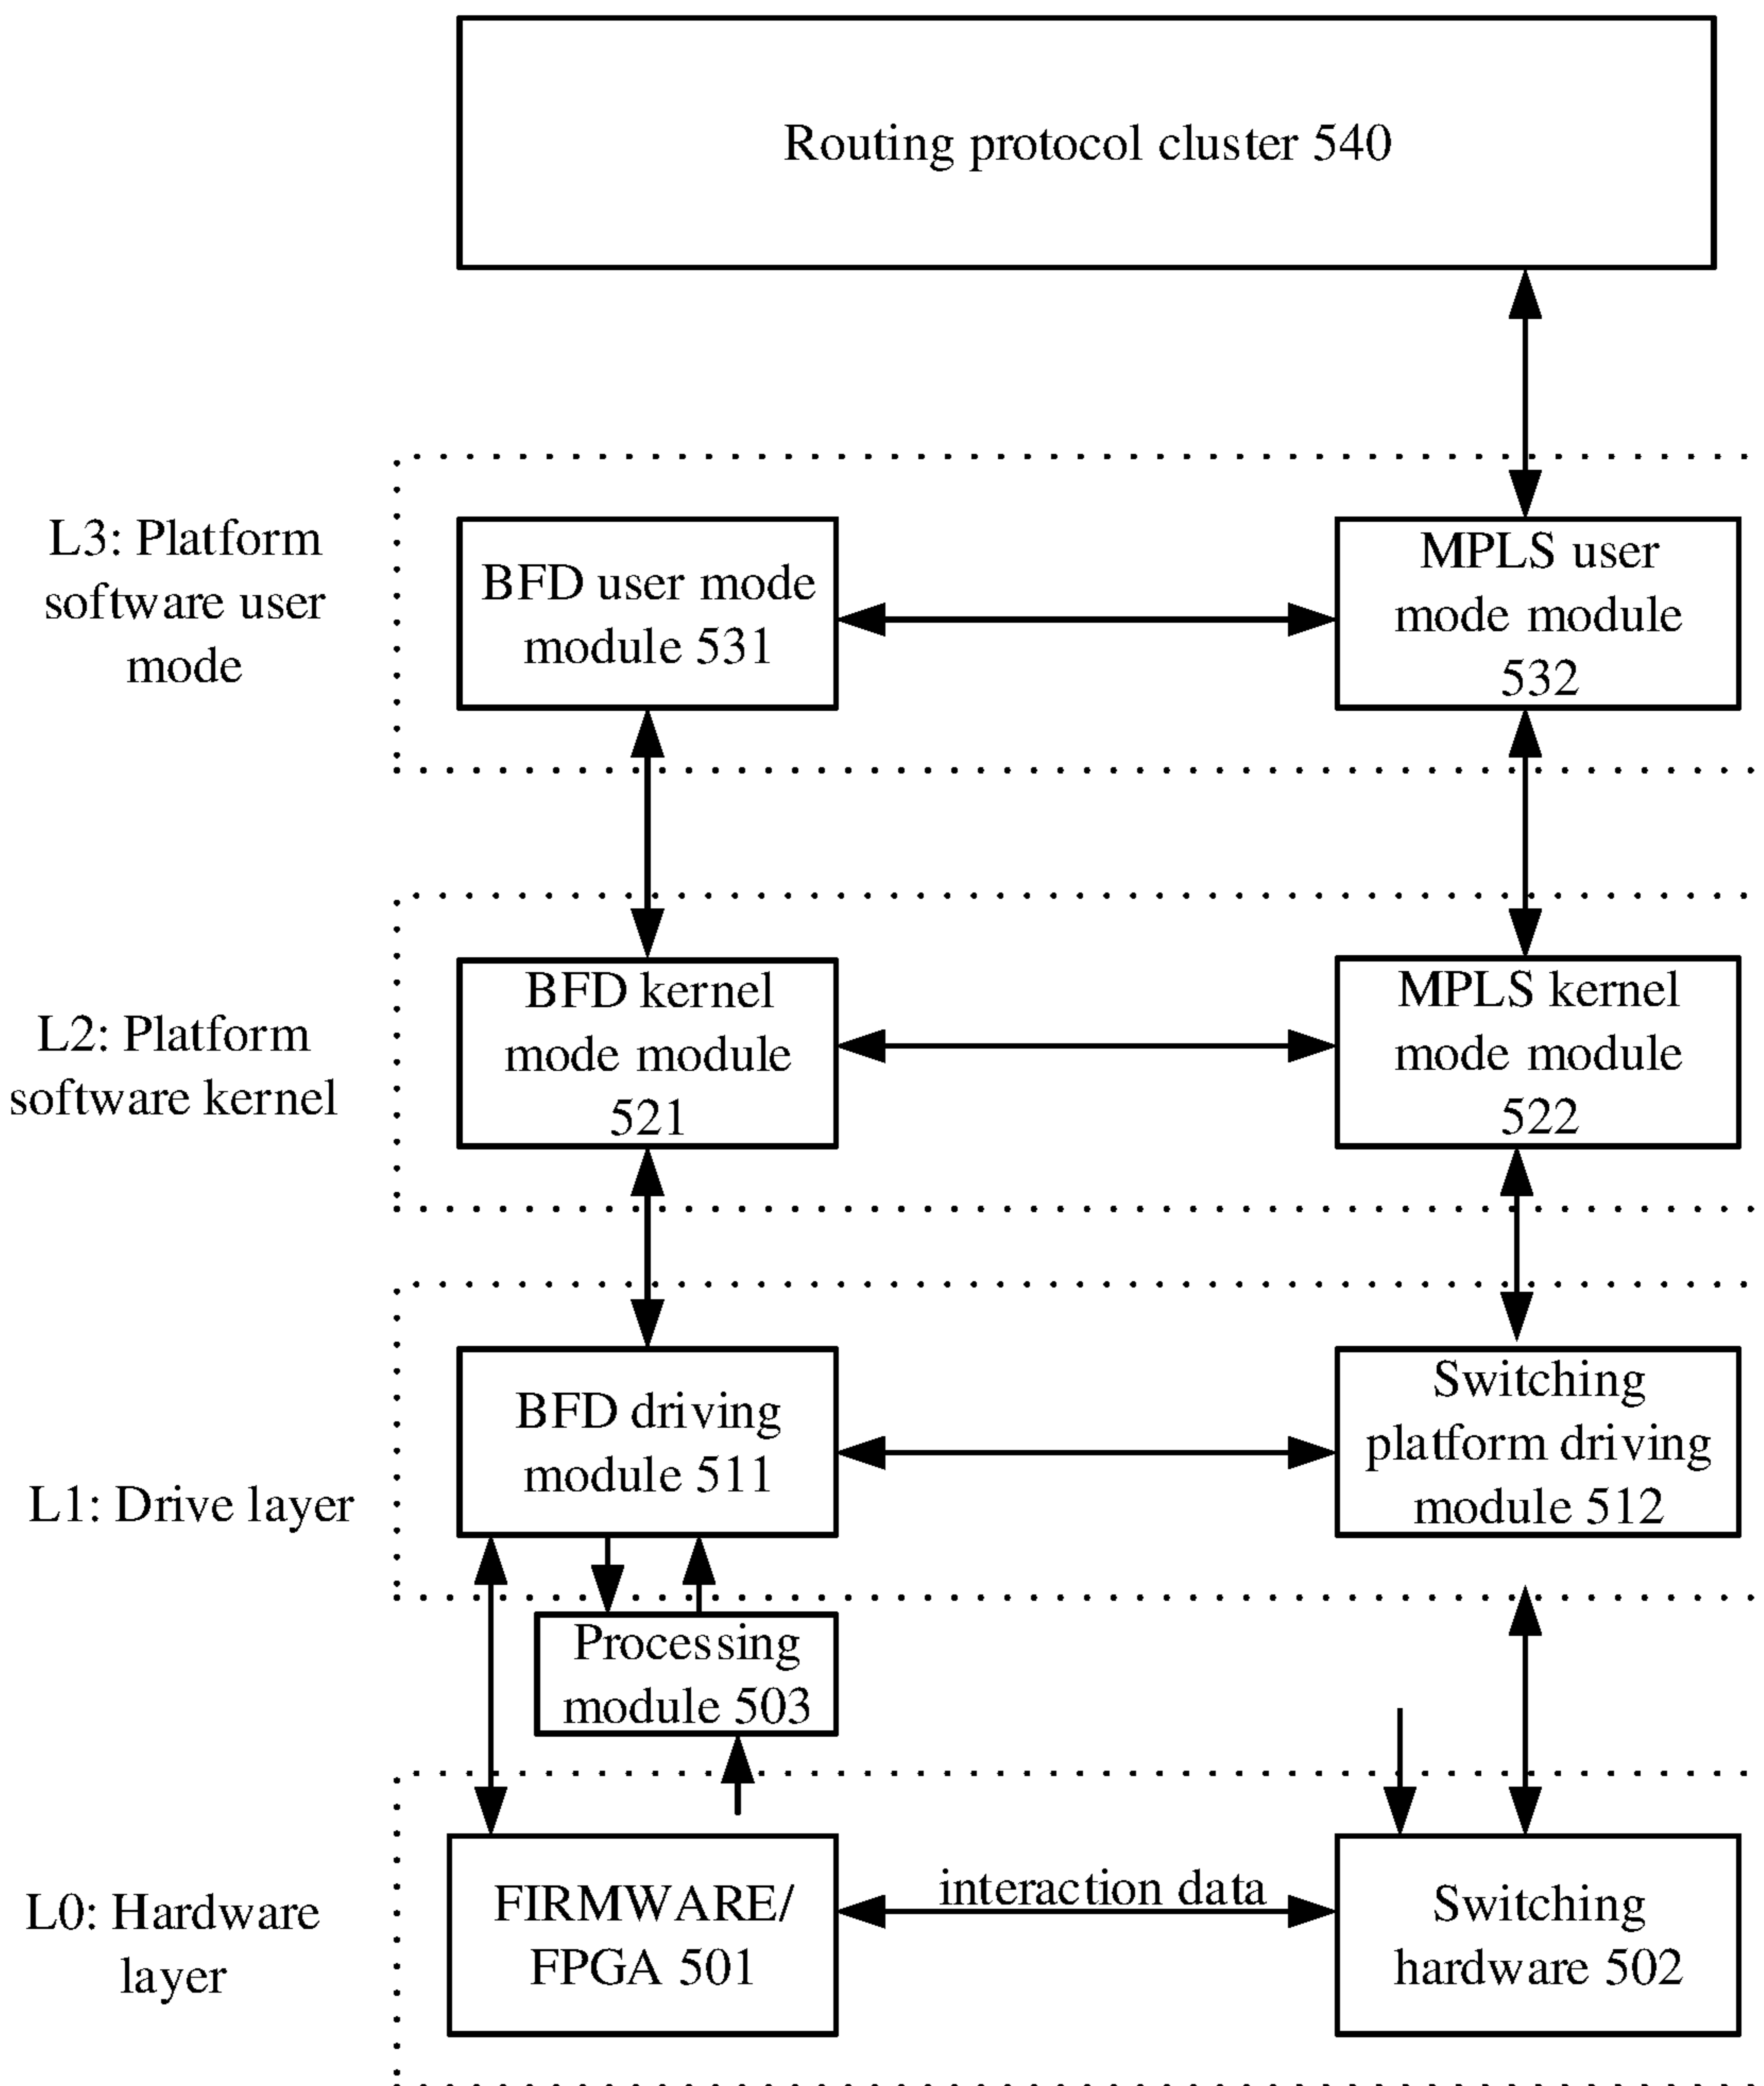 Routing protocol cluster 540
L3: Platform
software user
mode
BFD user mode
module 531
MPLS user
mode module
532
L2: Platform
software kernel
BFD kernel
mode module
521
MPLS kernel
mode module
522
L1: Drive layer
BFD driving
module 511
Switching
platform driving
module 512
Processing
module 503
L0: Hardware
layer
FIRMWARE/
FPGA 501
interaction data
Switching
hardware 502